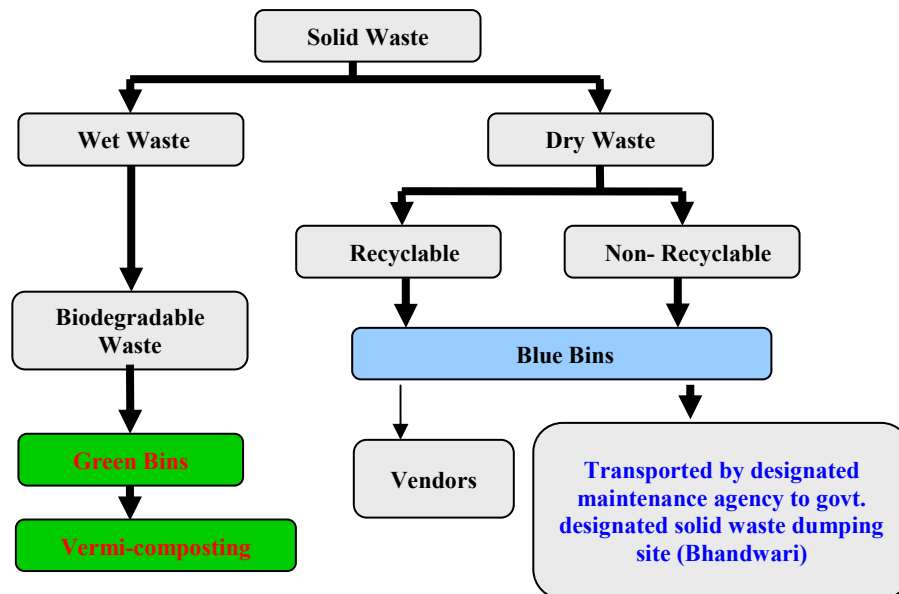 Solid Waste
Wet Waste
Dry Waste
Recyclable
Non- Recyclable
Biodegradable
Waste
Blue Bins
Green Bins
Vendors
Transported by designated
maintenance agency to govt.
designated solid waste dumping
site (Bhandwari)
Vermi-composting